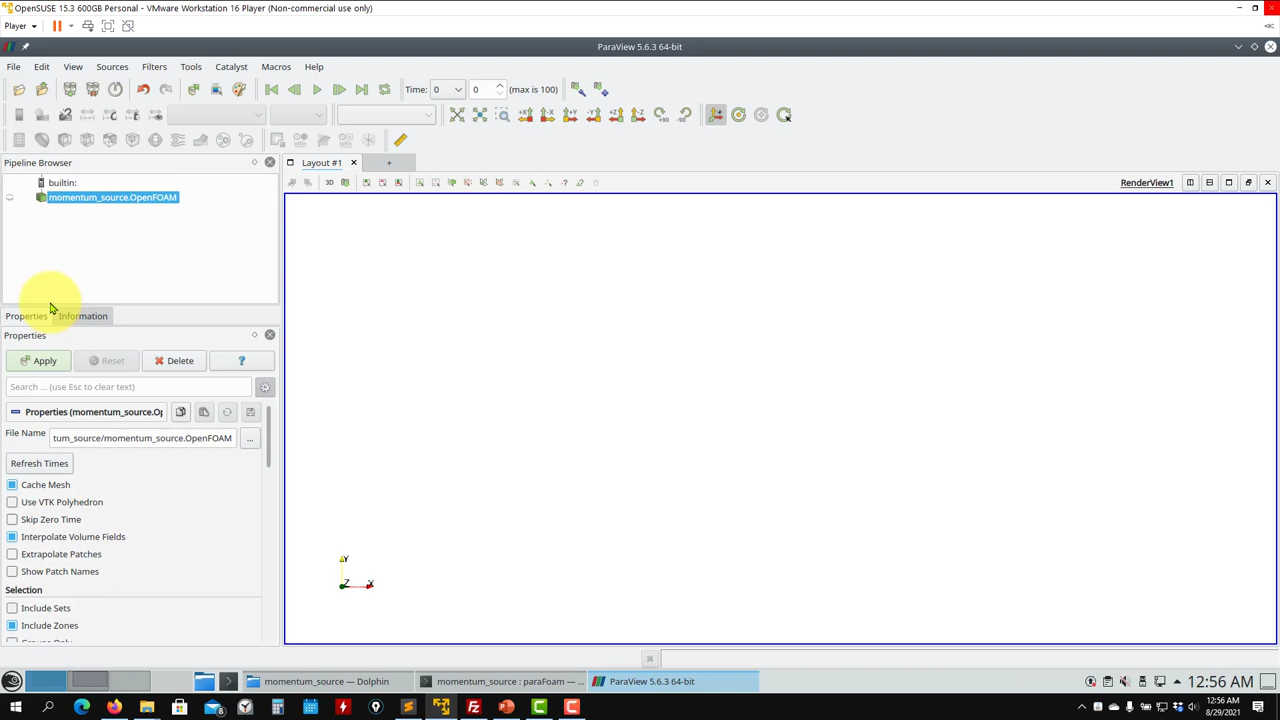 OpenSUSE 15.3 600GB Personal - VMware Workstation 16 Player (Non-commercial use only)
Player
ParaView 5.6.3 64-bit
File Edit View Sources Filters Tools Catalyst Macros Help
Time: 0 0 (max is 100)
+X -X +Y -Y +Z -Z +90 -90
Pipeline Browser
Layout #1
+
builtin:
3D
RenderView1
momentum_source.OpenFOAM
Properties Information
Properties
Apply Reset Delete ?
Search ... (use Esc to clear text)
Properties (momentum_source.Op
File Name tum_source/momentum_source.OpenFOAM ...
Refresh Times
Cache Mesh
Use VTK Polyhedron
Skip Zero Time
Interpolate Volume Fields
Extrapolate Patches
Show Patch Names
Selection
Include Sets
Include Zones
Groups Only
Y
Z X
momentum_source — Dolphin
momentum_source : paraFoam — ...
ParaView 5.6.3 64-bit
12:56 AM
12:56 AM
8/29/2021